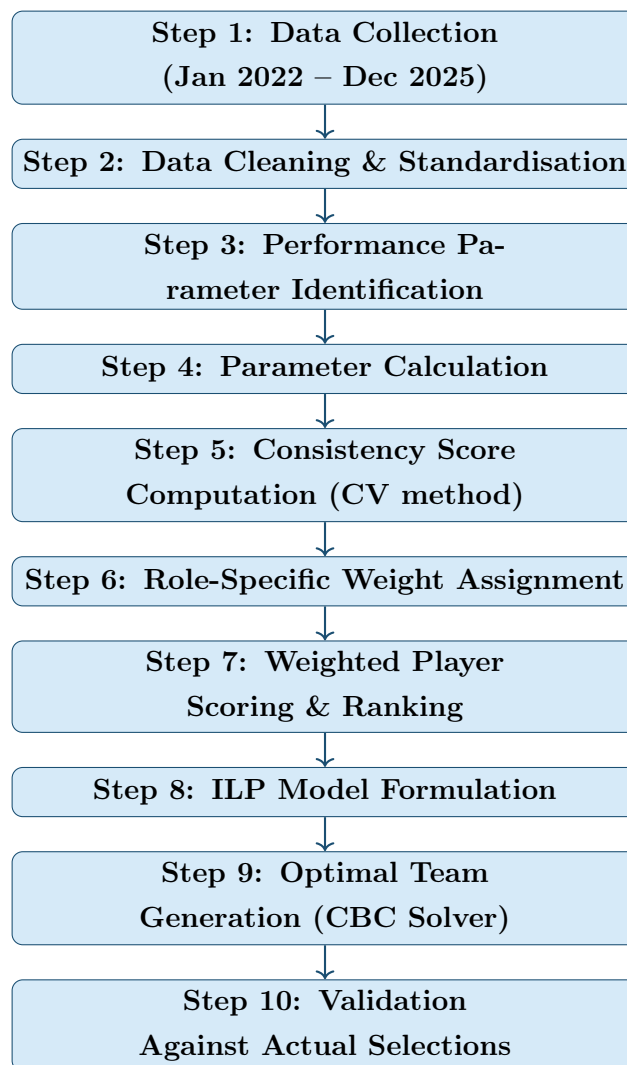 Step 1: Data Collection
(Jan 2022 – Dec 2025)
Step 2: Data Cleaning & Standardisation
Step 3: Performance Pa-
rameter Identification
Step 4: Parameter Calculation
Step 5: Consistency Score
Computation (CV method)
Step 6: Role-Specific Weight Assignment
Step 7: Weighted Player
Scoring & Ranking
Step 8: ILP Model Formulation
Step 9: Optimal Team
Generation (CBC Solver)
Step 10: Validation
Against Actual Selections